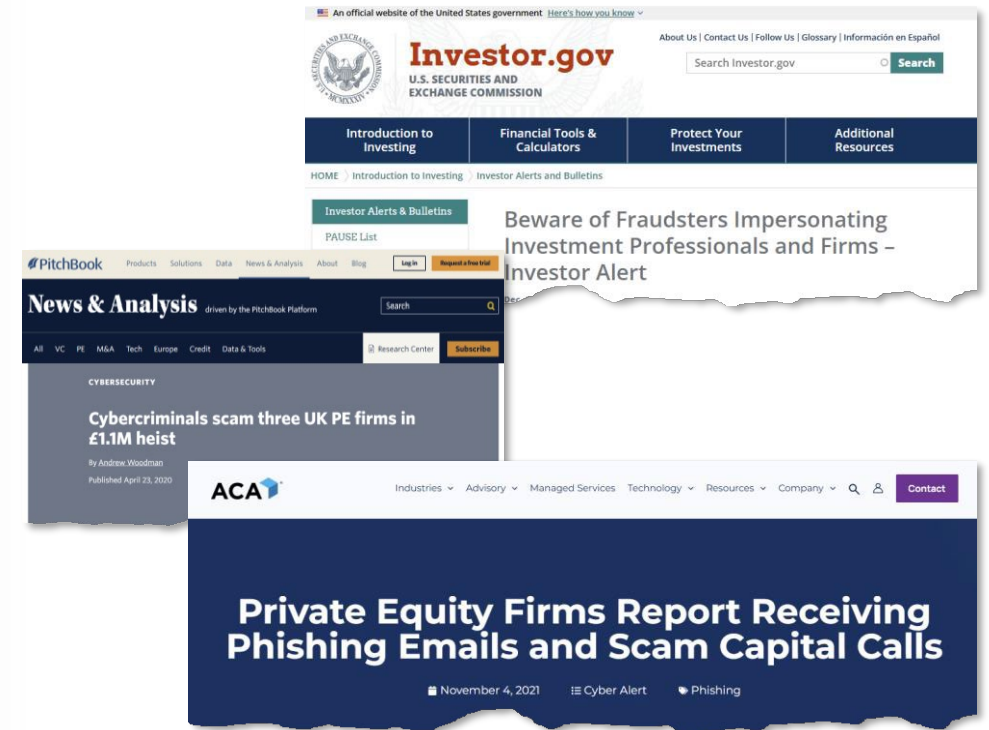 An official website of the United States government Here's how you know
About Us | Contact Us | Follow Us | Glossary | Información en Español
Investor.gov
U.S. SECURITIES AND
EXCHANGE COMMISSION
Search Investor.gov
Search
Introduction to
Investing
Financial Tools &
Calculators
Protect Your
Investments
Additional
Resources
HOME Introduction to Investing Investor Alerts and Bulletins
Investor Alerts & Bulletins
PAUSE List
Beware of Fraudsters Impersonating
Investment Professionals and Firms –
Investor Alert
PitchBook Products Solutions Data News & Analysis About Blog Log in Request a free trial
News & Analysis driven by the PitchBook Platform
Search
All VC PE M&A Tech Europe Credit Data & Tools Research Center Subscribe
CYBERSECURITY
Cybercriminals scam three UK PE firms in
£1.1M heist
By Andrew Woodman
Published April 23, 2020
ACA Industries Advisory Managed Services Technology Resources Company Contact
Private Equity Firms Report Receiving
Phishing Emails and Scam Capital Calls
November 4, 2021 Cyber Alert Phishing